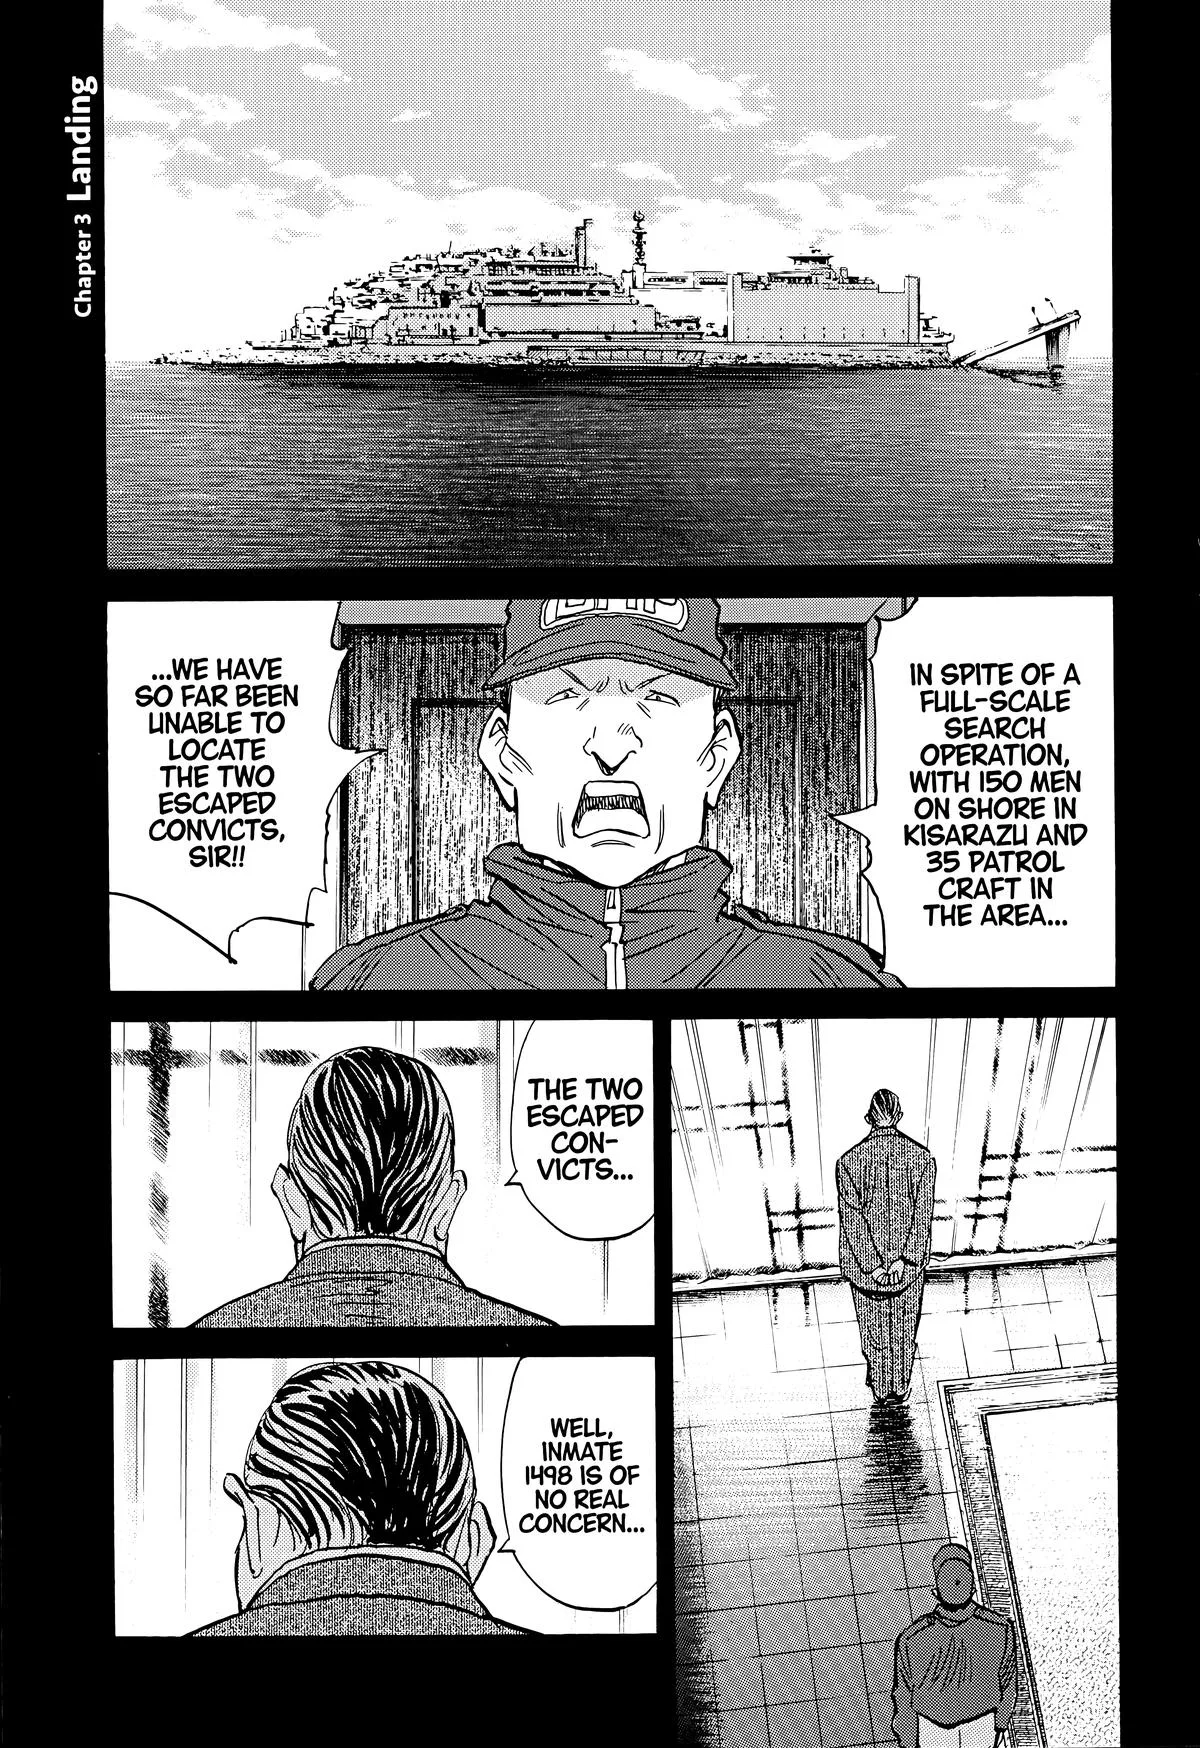 Chapter 3 Landing
IN SPITE OF A
FULL-SCALE
SEARCH
OPERATION,
WITH 150 MEN
ON SHORE IN
KISARAZU AND
35 PATROL
CRAFT IN
THE AREA...
...WE HAVE
SO FAR BEEN
UNABLE TO
LOCATE
THE TWO
ESCAPED
CONVICTS,
SIR!!
THE TWO
ESCAPED
CON-
VICTS...
WELL,
INMATE
1498 IS OF
NO REAL
CONCERN...